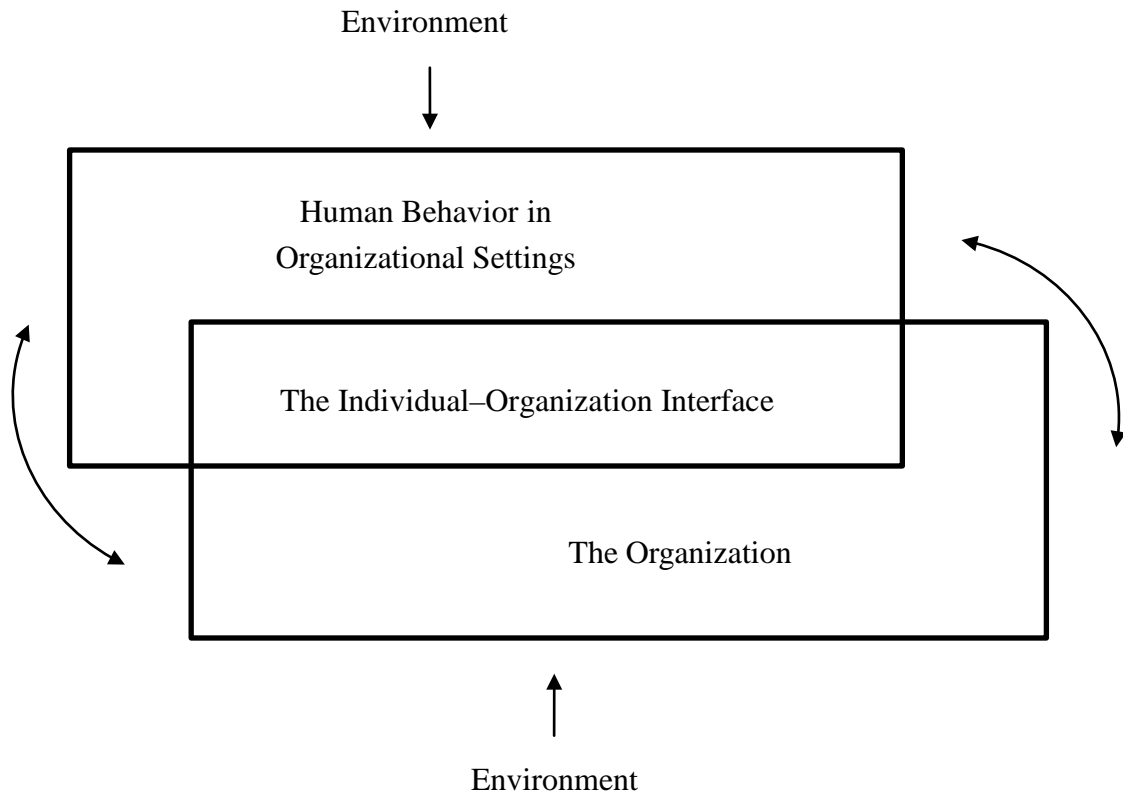 Environment
Human Behavior in
Organizational Settings
The Individual–Organization Interface
The Organization
Environment